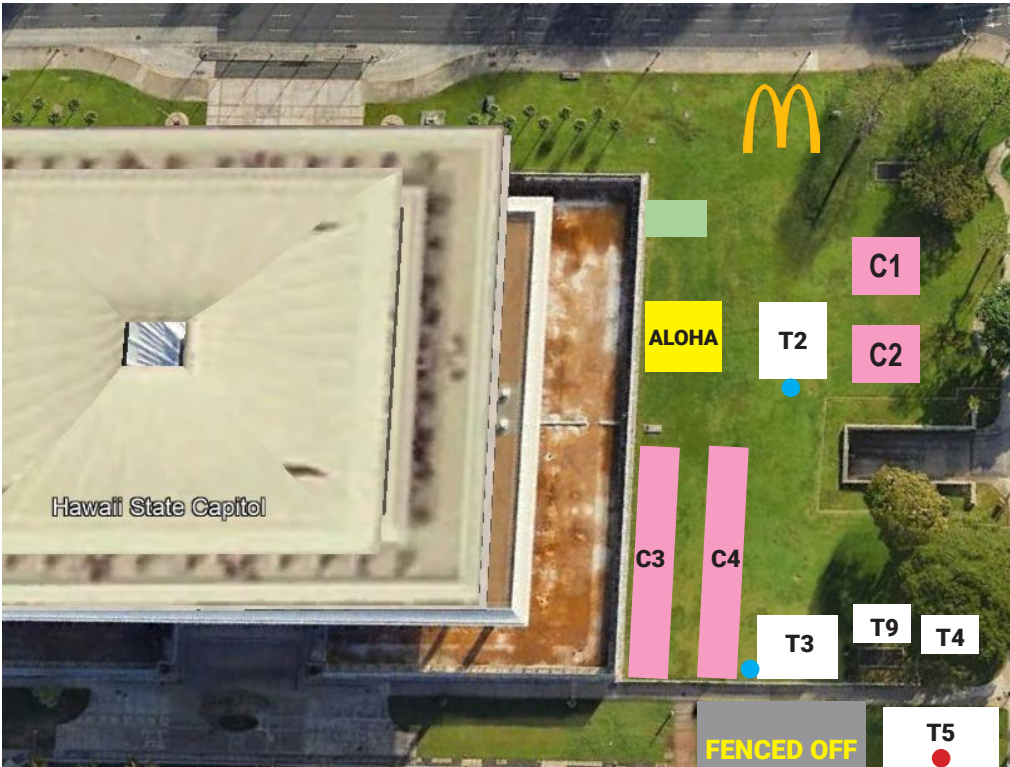 C1
ALOHA
T2
C2
Hawaii State Capitol
C3
C4
T9
T4
T3
T5
FENCED OFF